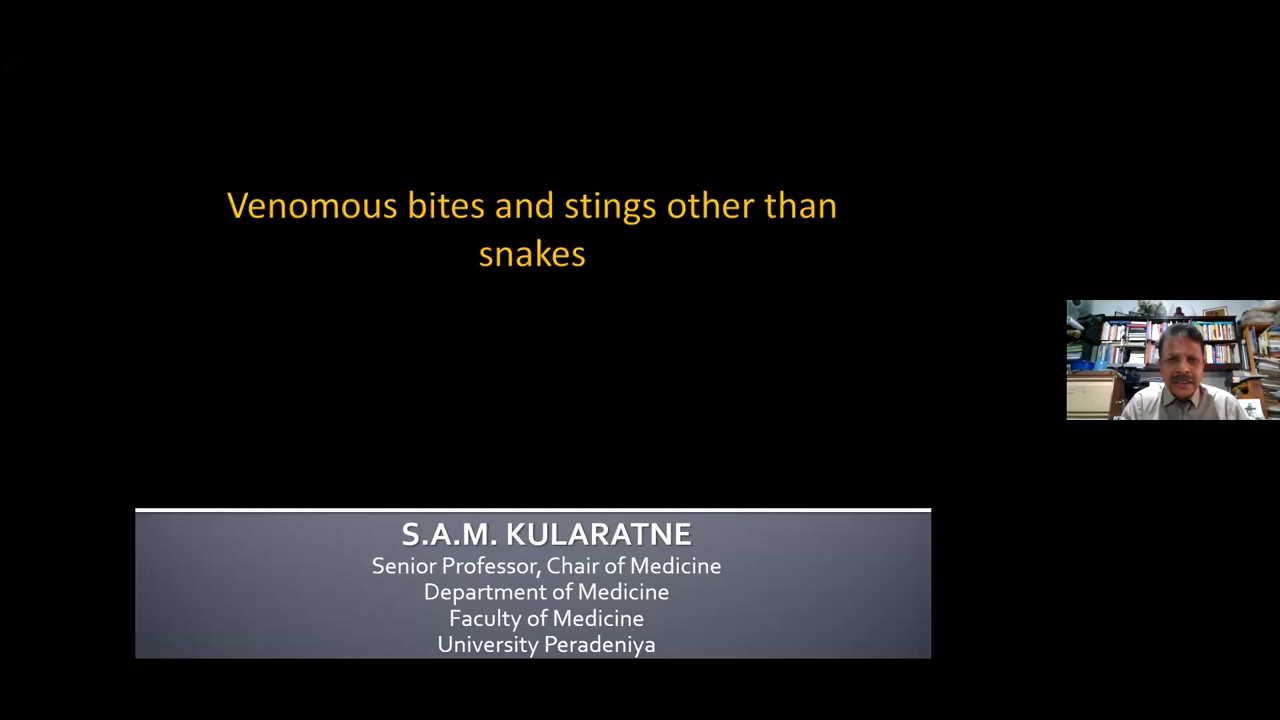 Venomous bites and stings other than
snakes
S.A.M. KULARATNE
Senior Professor, Chair of Medicine
Department of Medicine
Faculty of Medicine
University Peradeniya